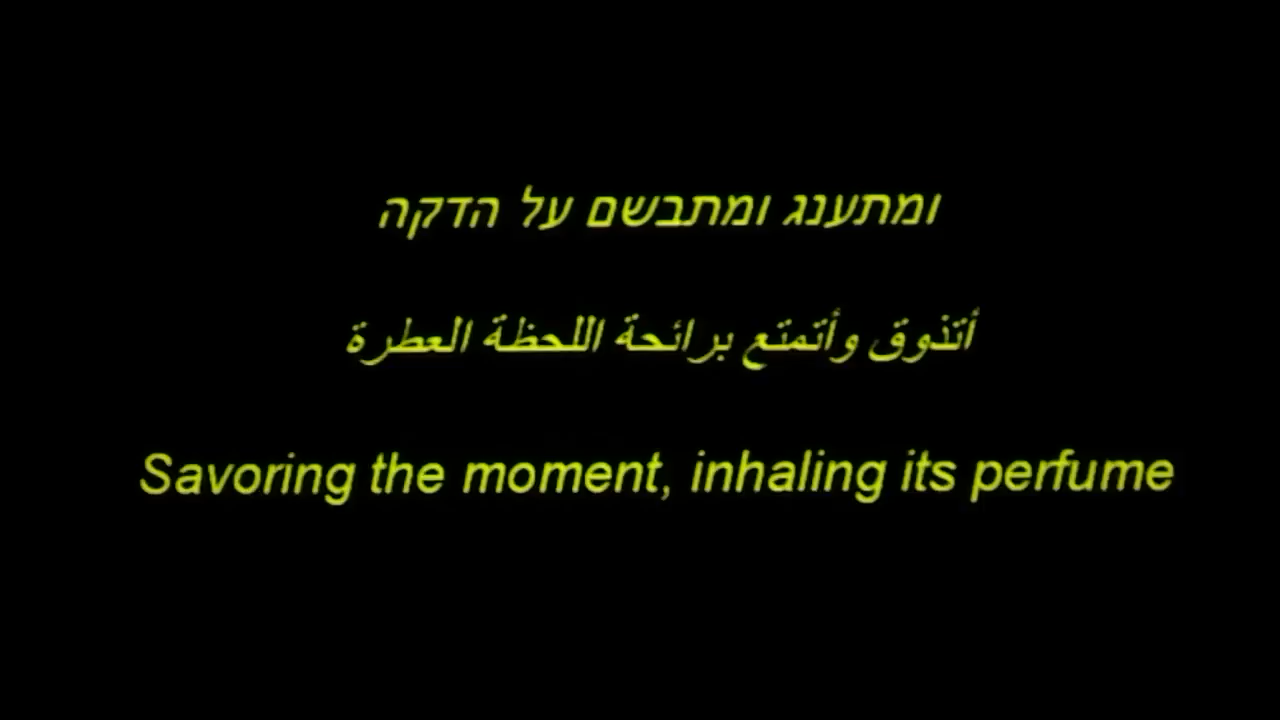 ומתענג ומתבשם על הדקה
أتذوق وأتمتع برائحة اللحظة العطرة
Savoring the moment, inhaling its perfume